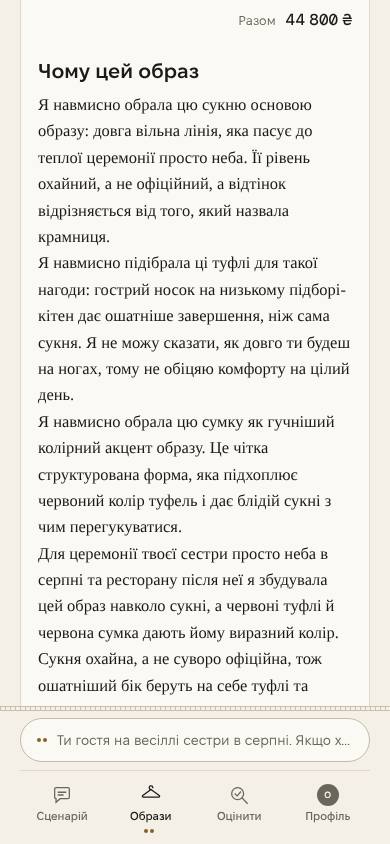 Разом 44 800 ₴
Чому цей образ
Я навмисно обрала цю сукню основою
образу: довга вільна лінія, яка пасує до
теплої церемонії просто неба. Її рівень
охайний, а не офіційний, а відтінок
відрізняється від того, який назвала
крамниця.
Я навмисно підібрала ці туфлі для такої
нагоди: гострий носок на низькому підборі-
кітен дає ошатніше завершення, ніж сама
сукня. Я не можу сказати, як довго ти будеш
на ногах, тому не обіцяю комфорту на цілий
день.
Я навмисно обрала цю сумку як гучніший
колірний акцент образу. Це чітка
структурована форма, яка підхоплює
червоний колір туфель і дає блідій сукні з
чим перегукуватися.
Для церемонії твоєї сестри просто неба в
серпні та ресторану після неї я збудувала
цей образ навколо сукні, а червоні туфлі й
червона сумка дають йому виразний колір.
Сукня охайна, а не суворо офіційна, тож
ошатніший бік беруть на себе туфлі та
Ти гостя на весіллі сестри в серпні. Якщо х...
Сценарій
Образи
Оцінити
О
Профіль